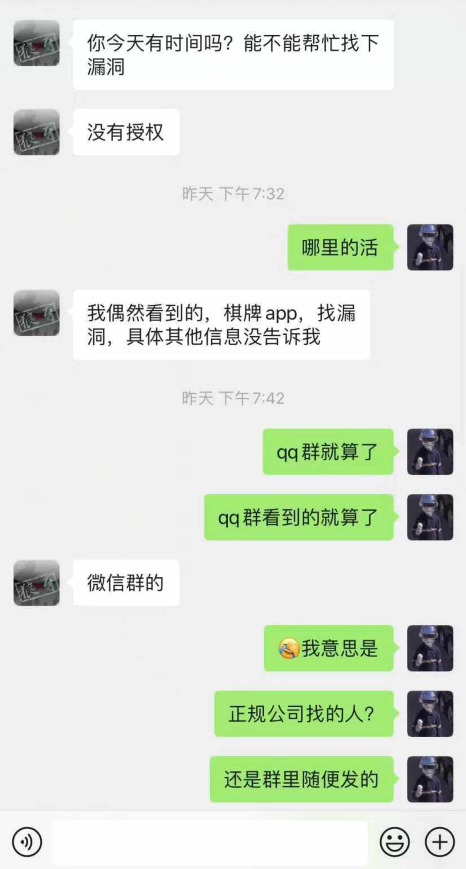 你今天有时间吗？能不能帮忙找下
漏洞
没有授权
昨天 下午7:32
哪里的活
我偶然看到的，棋牌app，找漏
洞，具体其他信息没告诉我
昨天 下午7:42
qq群就算了
qq群看到的就算了
微信群的
🤣我意思是
正规公司找的人？
还是群里随便发的